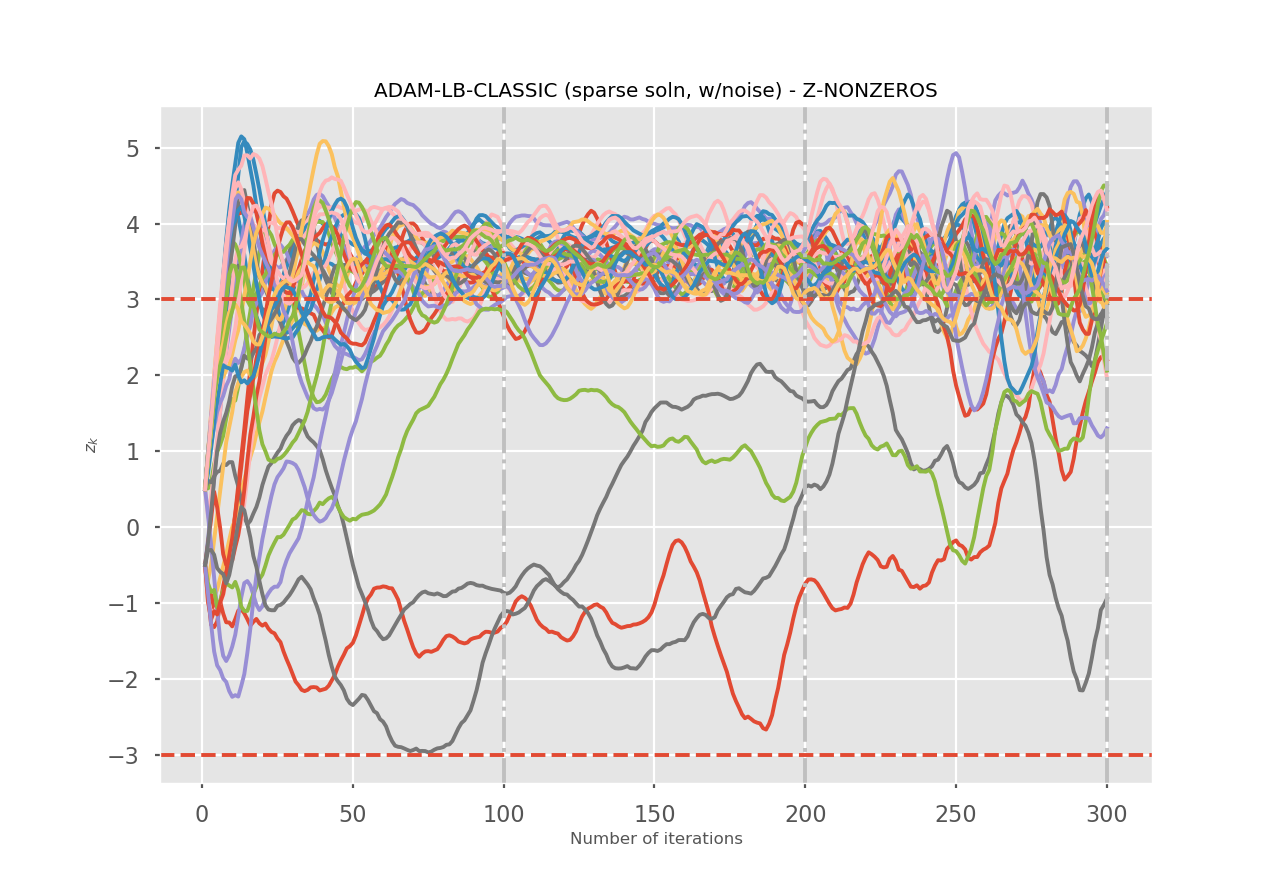 ADAM-LB-CLASSIC (sparse soln, w/noise) - Z-NONZEROS
5
4
3
2
1
0
−1
−2
−3
z_k
0 50 100 150 200 250 300
Number of iterations